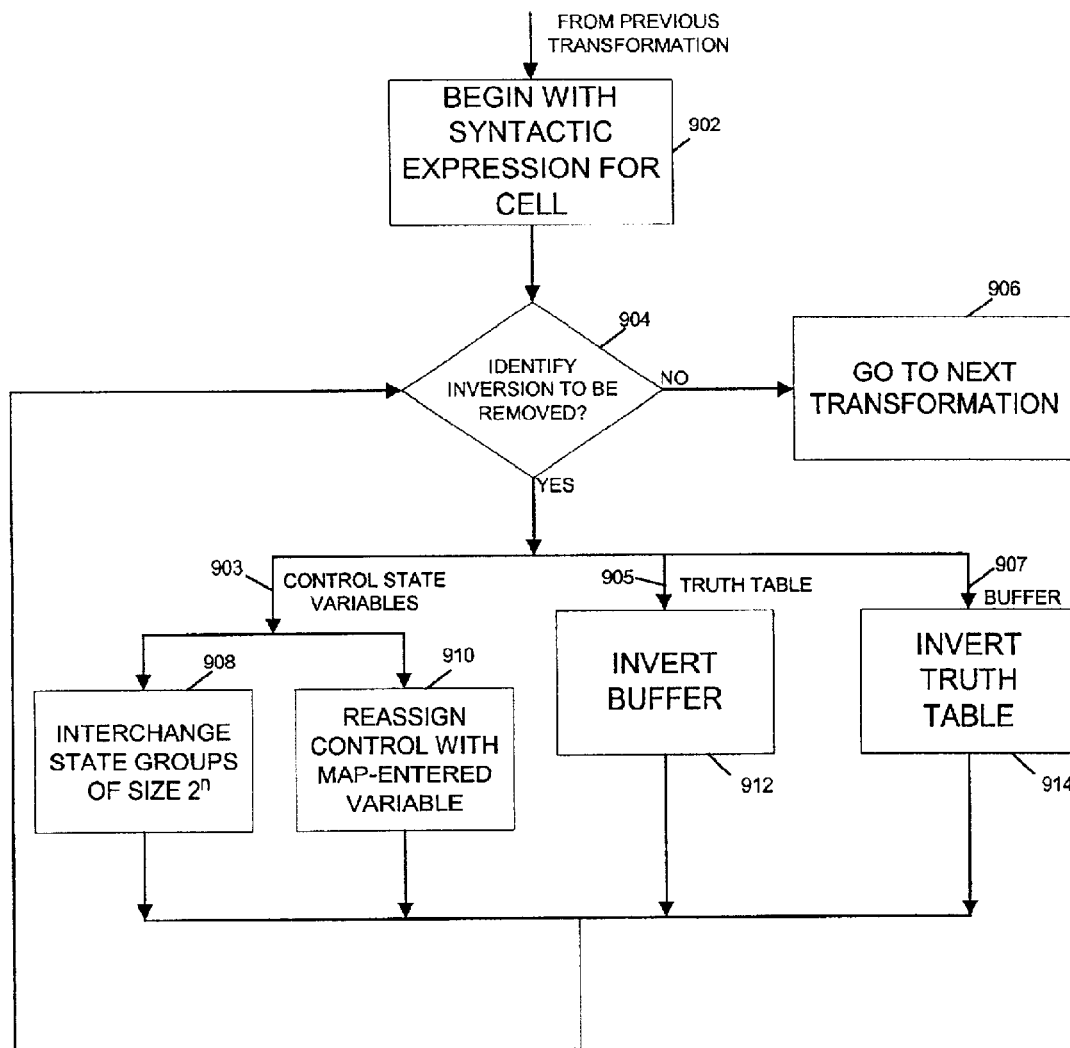 FROM PREVIOUS
TRANSFORMATION
BEGIN WITH
SYNTACTIC
EXPRESSION FOR
CELL
902
904
IDENTIFY
INVERSION TO BE
REMOVED?
NO
YES
906
GO TO NEXT
TRANSFORMATION
903
CONTROL STATE
VARIABLES
905
TRUTH TABLE
907
BUFFER
908
INTERCHANGE
STATE GROUPS
OF SIZE 2ⁿ
910
REASSIGN
CONTROL WITH
MAP-ENTERED
VARIABLE
INVERT
BUFFER
912
INVERT
TRUTH
TABLE
914